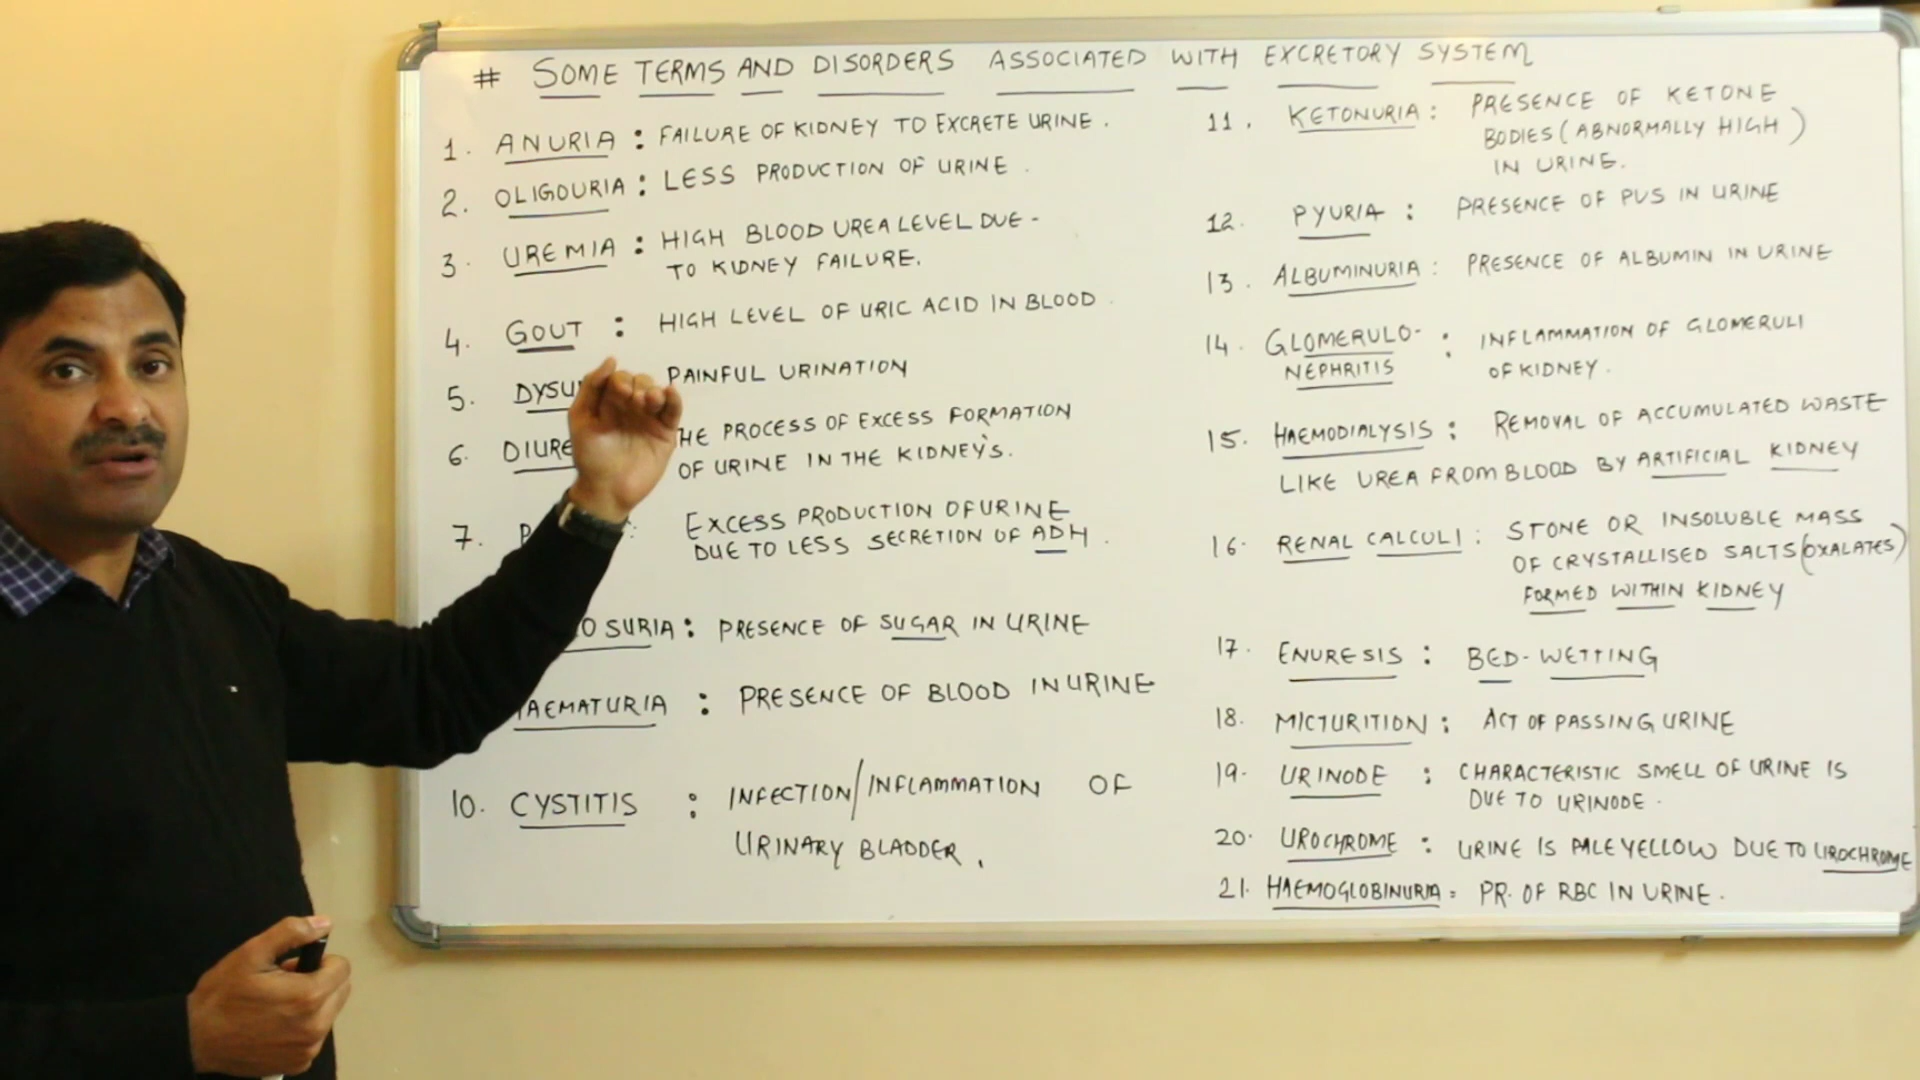 # SOME TERMS AND DISORDERS ASSOCIATED WITH EXCRETORY SYSTEM
1. ANURIA : FAILURE OF KIDNEY TO EXCRETE URINE.
2. OLIGOURIA : LESS PRODUCTION OF URINE.
3. UREMIA : HIGH BLOOD UREA LEVEL DUE-
TO KIDNEY FAILURE.
4. GOUT : HIGH LEVEL OF URIC ACID IN BLOOD.
5. PAINFUL URINATION
6. PROCESS OF EXCESS FORMATION
OF URINE IN THE KIDNEY'S.
7. EXCESS PRODUCTION OF URINE
DUE TO LESS SECRETION OF ADH.
SURIA : PRESENCE OF SUGAR IN URINE
AEMATURIA : PRESENCE OF BLOOD IN URINE
10. CYSTITIS : INFECTION/INFLAMMATION OF
URINARY BLADDER.
11. KETONURIA : PRESENCE OF KETONE
BODIES (ABNORMALLY HIGH)
IN URINE.
12. PYURIA : PRESENCE OF PUS IN URINE
13. ALBUMINURIA : PRESENCE OF ALBUMIN IN URINE
14. GLOMERULO- : INFLAMMATION OF GLOMERULI
NEPHRITIS OF KIDNEY.
15. HAEMODIALYSIS : REMOVAL OF ACCUMULATED WASTE
LIKE UREA FROM BLOOD BY ARTIFICIAL KIDNEY
16. RENAL CALCULI : STONE OR INSOLUBLE MASS
OF CRYSTALLISED SALTS (OXALATES)
FORMED WITHIN KIDNEY
17. ENURESIS : BED-WETTING
18. MICTURITION : ACT OF PASSING URINE
19. URINODE : CHARACTERISTIC SMELL OF URINE IS
DUE TO URINODE.
20. UROCHROME : URINE IS PALE YELLOW DUE TO UROCHROME
21. HAEMOGLOBINURIA : PR. OF RBC IN URINE.